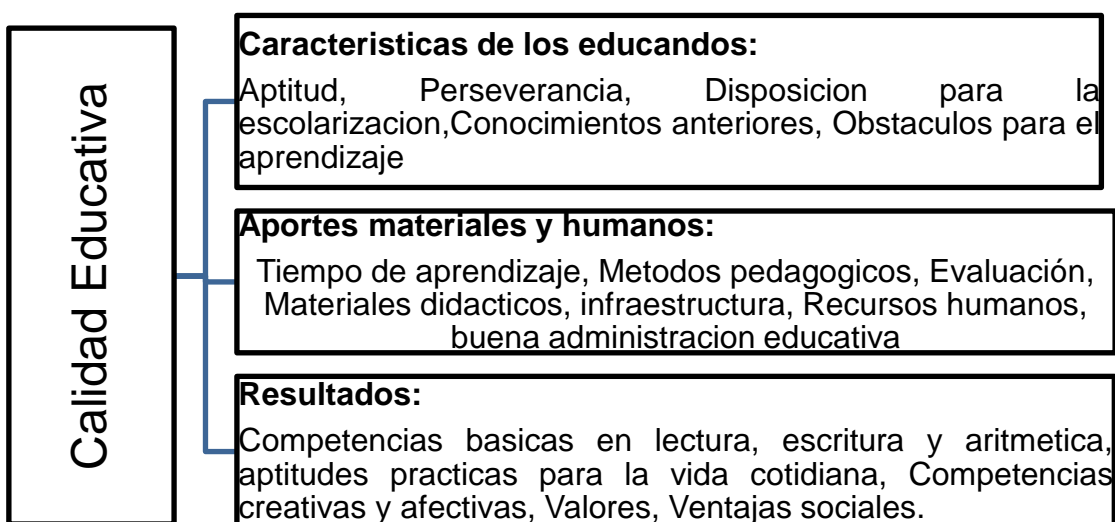 Calidad Educativa
Caracteristicas de los educandos:
Aptitud, Perseverancia, Disposicion para la
escolarizacion,Conocimientos anteriores, Obstaculos para el
aprendizaje
Aportes materiales y humanos:
Tiempo de aprendizaje, Metodos pedagogicos, Evaluación,
Materiales didacticos, infraestructura, Recursos humanos,
buena administracion educativa
Resultados:
Competencias basicas en lectura, escritura y aritmetica,
aptitudes practicas para la vida cotidiana, Competencias
creativas y afectivas, Valores, Ventajas sociales.